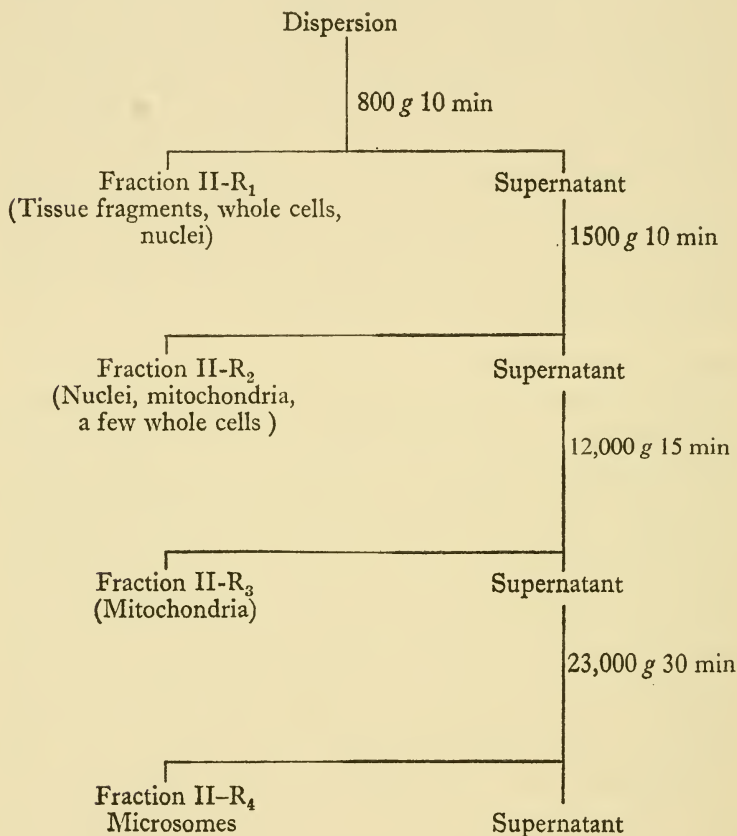 Dispersion
800 g 10 min
Fraction II-R₁
(Tissue fragments, whole cells,
nuclei)
Supernatant
1500 g 10 min
Fraction II-R₂
(Nuclei, mitochondria,
a few whole cells )
Supernatant
12,000 g 15 min
Fraction II-R₃
(Mitochondria)
Supernatant
23,000 g 30 min
Fraction II–R₄
Microsomes
Supernatant